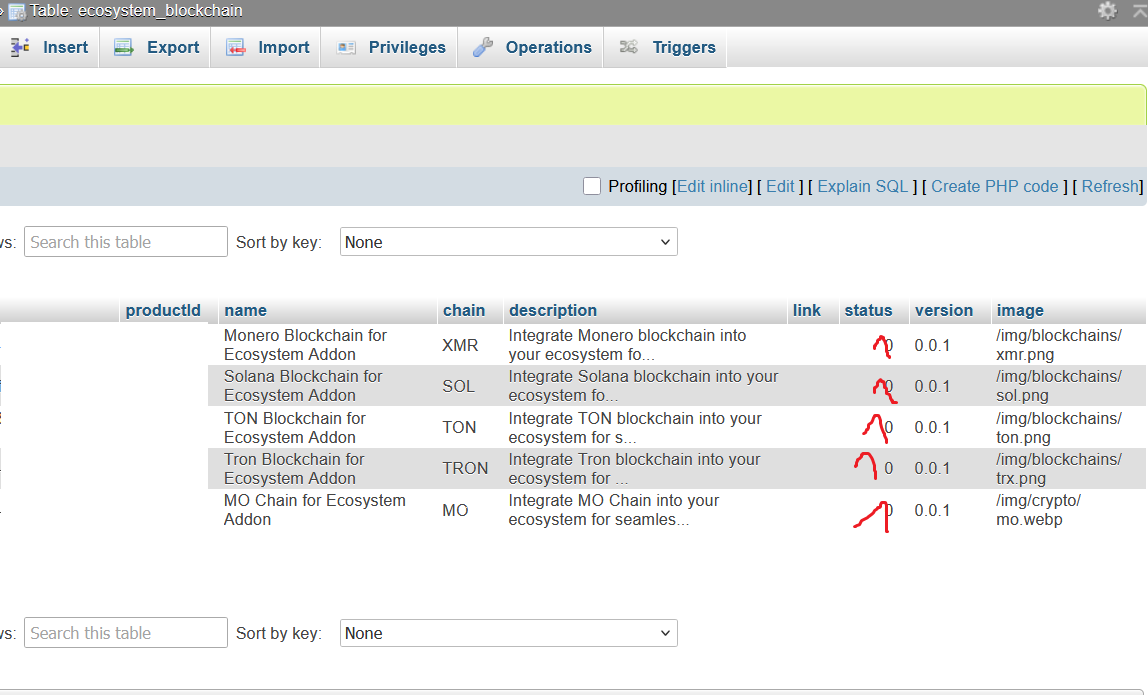 Table: ecosystem_blockchain
Insert Export Import Privileges Operations Triggers
Profiling [Edit inline] [ Edit ] [ Explain SQL ] [ Create PHP code ] [ Refresh]
Search this table Sort by key: None
productId name chain description link status version image
Monero Blockchain for Integrate Monero blockchain into /img/blockchains/
XMR 0 0.0.1
Ecosystem Addon your ecosystem fo... xmr.png
Solana Blockchain for Integrate Solana blockchain into your /img/blockchains/
SOL 0 0.0.1
Ecosystem Addon ecosystem fo... sol.png
TON Blockchain for Integrate TON blockchain into your /img/blockchains/
TON 0 0.0.1
Ecosystem Addon ecosystem for s... ton.png
Tron Blockchain for Integrate Tron blockchain into your /img/blockchains/
TRON 0 0.0.1
Ecosystem Addon ecosystem for ... trx.png
MO Chain for Ecosystem Integrate MO Chain into your /img/crypto/
MO 0 0.0.1
Addon ecosystem for seamles... mo.webp
Search this table Sort by key: None